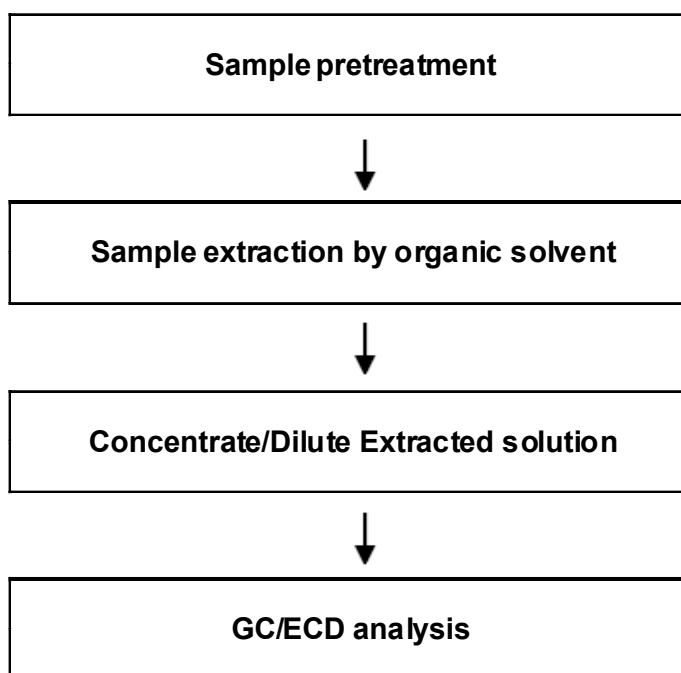 Sample pretreatment
Sample extraction by organic solvent
Concentrate/Dilute Extracted solution
GC/ECD analysis